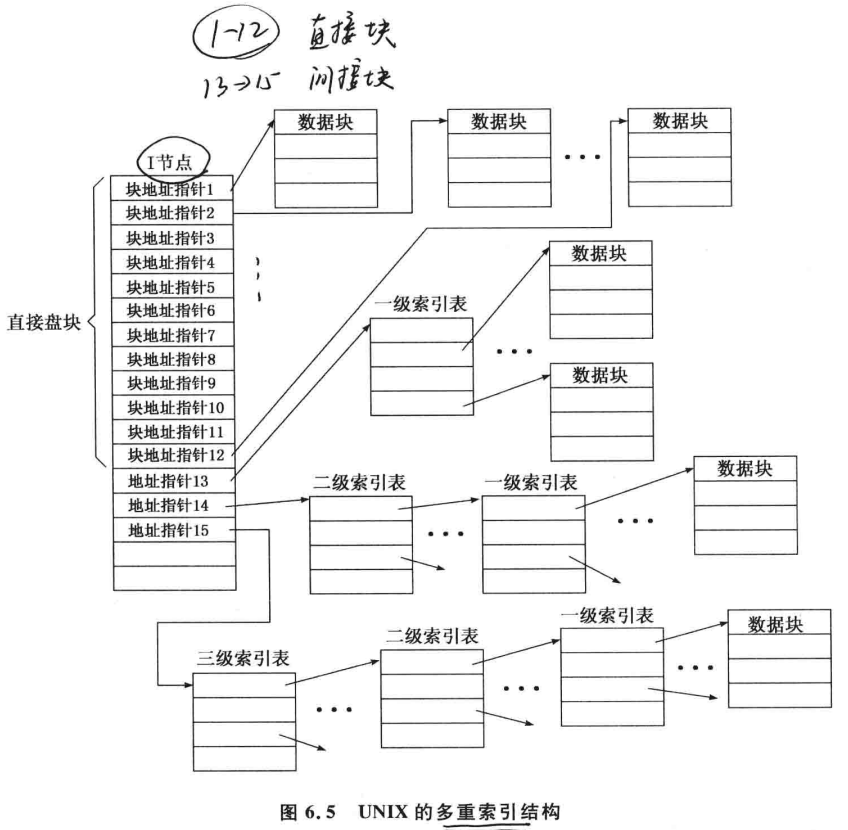 1-12 直接块
13→15 间接块
数据块
数据块
数据块
I节点
块地址指针1
块地址指针2
块地址指针3
块地址指针4
块地址指针5
块地址指针6
块地址指针7
块地址指针8
块地址指针9
块地址指针10
块地址指针11
块地址指针12
地址指针13
地址指针14
地址指针15
直接盘块
一级索引表
数据块
数据块
二级索引表
一级索引表
数据块
三级索引表
二级索引表
一级索引表
数据块
图 6.5 UNIX 的多重索引结构